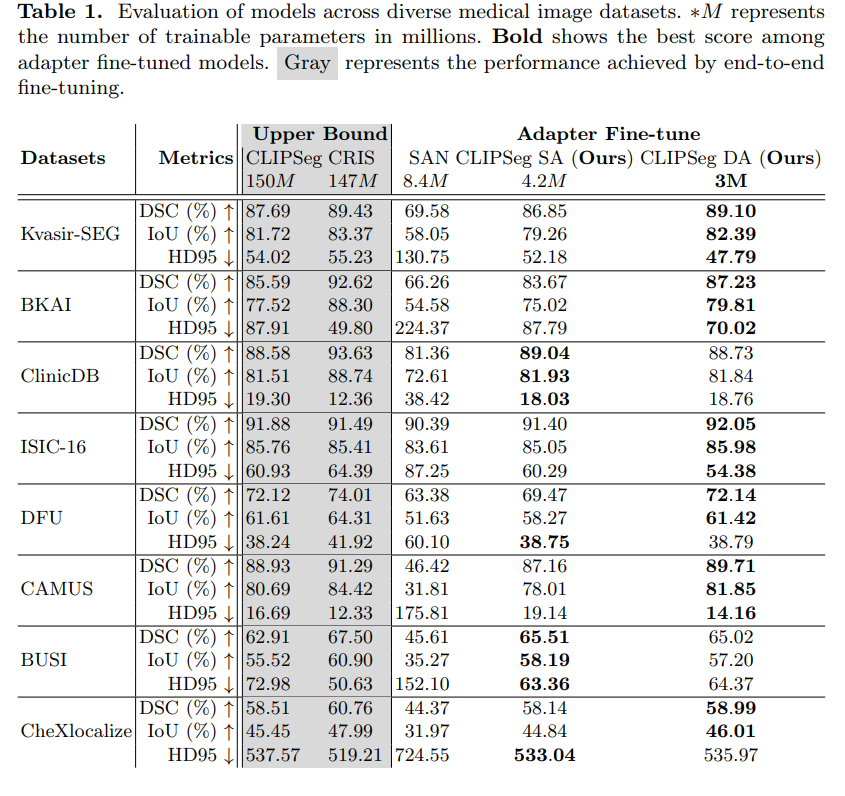 Table 1. Evaluation of models across diverse medical image datasets. ∗M represents
the number of trainable parameters in millions. Bold shows the best score among
adapter fine-tuned models. Gray represents the performance achieved by end-to-end
fine-tuning.
Upper Bound Adapter Fine-tune
Datasets Metrics CLIPSeg CRIS SAN CLIPSeg SA (Ours) CLIPSeg DA (Ours)
150M 147M 8.4M 4.2M 3M
DSC (%) ↑ 87.69 89.43 69.58 86.85 89.10
Kvasir-SEG IoU (%) ↑ 81.72 83.37 58.05 79.26 82.39
HD95 ↓ 54.02 55.23 130.75 52.18 47.79
DSC (%) ↑ 85.59 92.62 66.26 83.67 87.23
BKAI IoU (%) ↑ 77.52 88.30 54.58 75.02 79.81
HD95 ↓ 87.91 49.80 224.37 87.79 70.02
DSC (%) ↑ 88.58 93.63 81.36 89.04 88.73
ClinicDB IoU (%) ↑ 81.51 88.74 72.61 81.93 81.84
HD95 ↓ 19.30 12.36 38.42 18.03 18.76
DSC (%) ↑ 91.88 91.49 90.39 91.40 92.05
ISIC-16 IoU (%) ↑ 85.76 85.41 83.61 85.05 85.98
HD95 ↓ 60.93 64.39 87.25 60.29 54.38
DSC (%) ↑ 72.12 74.01 63.38 69.47 72.14
DFU IoU (%) ↑ 61.61 64.31 51.63 58.27 61.42
HD95 ↓ 38.24 41.92 60.10 38.75 38.79
DSC (%) ↑ 88.93 91.29 46.42 87.16 89.71
CAMUS IoU (%) ↑ 80.69 84.42 31.81 78.01 81.85
HD95 ↓ 16.69 12.33 175.81 19.14 14.16
DSC (%) ↑ 62.91 67.50 45.61 65.51 65.02
BUSI IoU (%) ↑ 55.52 60.90 35.27 58.19 57.20
HD95 ↓ 72.98 50.63 152.10 63.36 64.37
DSC (%) ↑ 58.51 60.76 44.37 58.14 58.99
CheXlocalize IoU (%) ↑ 45.45 47.99 31.97 44.84 46.01
HD95 ↓ 537.57 519.21 724.55 533.04 535.97